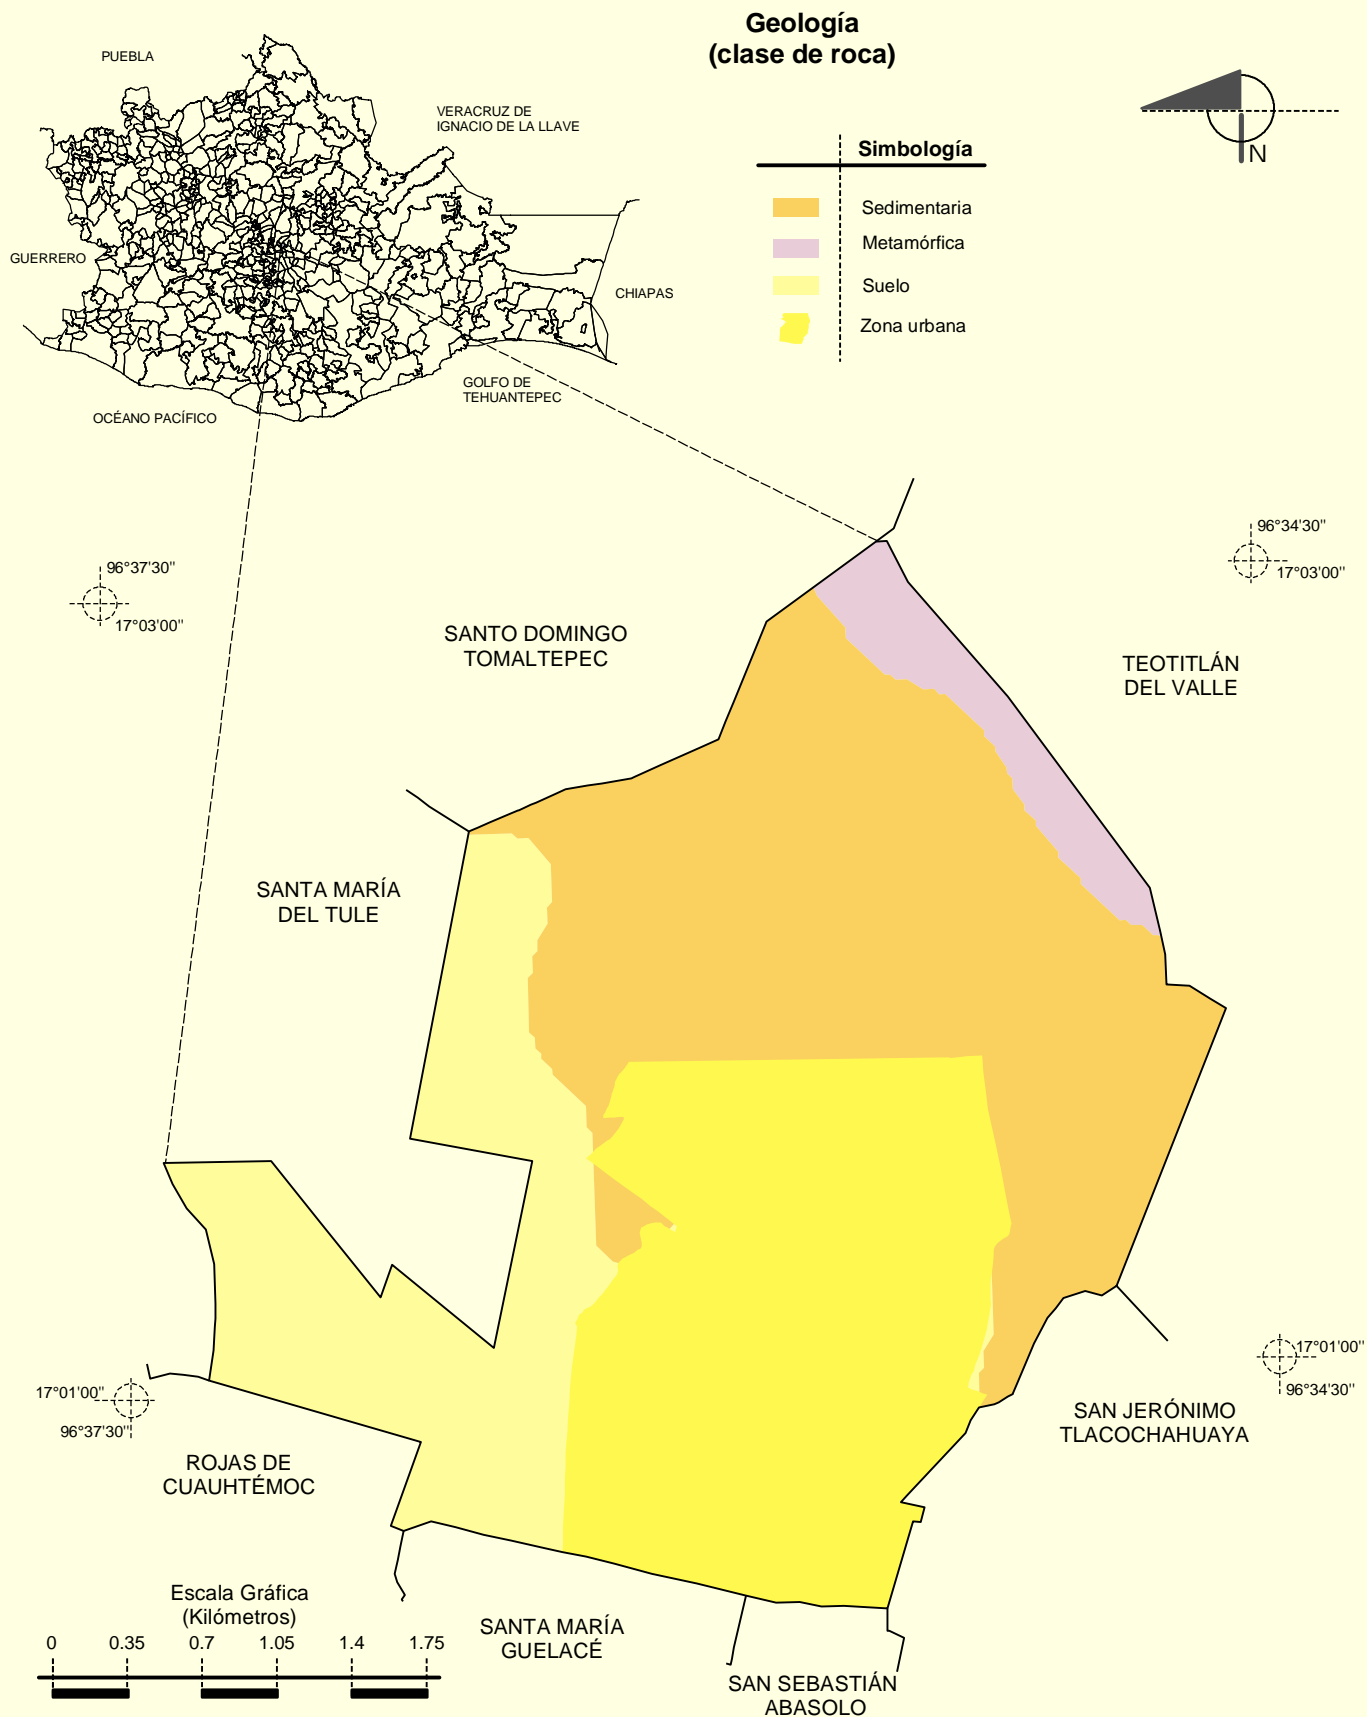 Geología
(clase de roca)
PUEBLA
VERACRUZ DE
IGNACIO DE LA LLAVE
GUERRERO
CHIAPAS
GOLFO DE
TEHUANTEPEC
OCÉANO PACÍFICO
N
Simbología
Sedimentaria
Metamórfica
Suelo
Zona urbana
96°37'30"
17°03'00"
96°34'30"
17°03'00"
SANTO DOMINGO
TOMALTEPEC
TEOTITLÁN
DEL VALLE
SANTA MARÍA
DEL TULE
17°01'00"
96°37'30"
17°01'00"
96°34'30"
SAN JERÓNIMO
TLACOCHAHUAYA
ROJAS DE
CUAUHTÉMOC
Escala Gráfica
(Kilómetros)
0 0.35 0.7 1.05 1.4 1.75
SANTA MARÍA
GUELACÉ
SAN SEBASTIÁN
ABASOLO